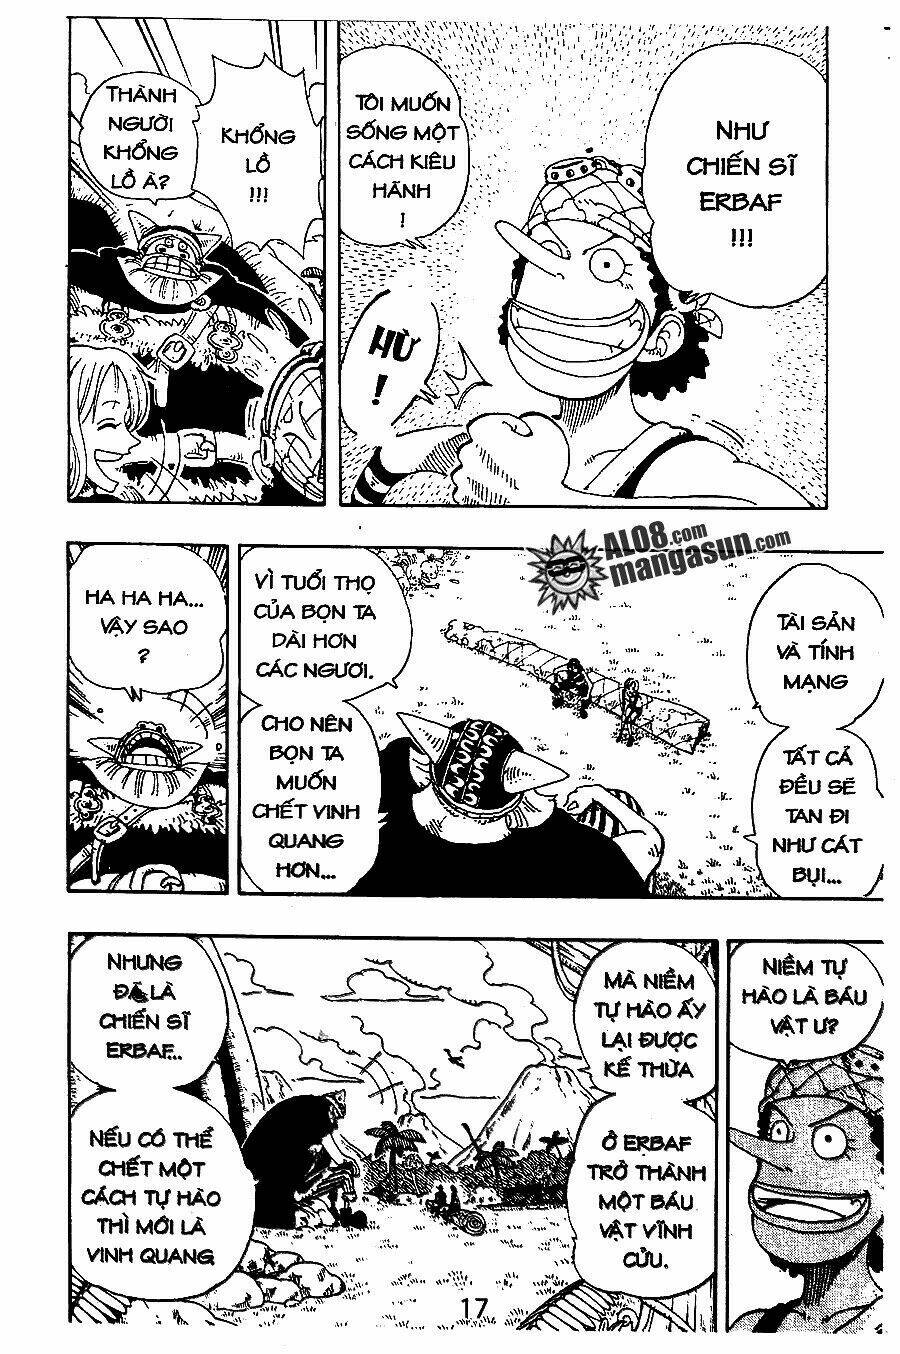 NHƯ
CHIẾN SĨ
ERBAF
!!!
TÔI MUỐN
SỐNG MỘT
CÁCH KIÊU
HÃNH
!
HỪ
!
KHỔNG
LỒ
!!!
THÀNH
NGƯỜI
KHỔNG
LỒ À?
AL08.com
mangasun.com
TÀI SẢN
VÀ TÍNH
MẠNG
TẤT CẢ
ĐỀU SẼ
TAN ĐI
NHƯ CÁT
BỤI...
VÌ TUỔI THỌ
CỦA BỌN TA
DÀI HƠN
CÁC NGƯƠI.
CHO NÊN
BỌN TA
MUỐN
CHẾT VINH
QUANG
HƠN...
HA HA HA...
VẬY SAO
?
NIỀM TỰ
HÀO LÀ BÁU
VẬT Ư?
MÀ NIỀM
TỰ HÀO ẤY
LẠI ĐƯỢC
KẾ THỪA
Ở ERBAF
TRỞ THÀNH
MỘT BÁU
VẬT VĨNH
CỬU.
NHƯNG
ĐÃ LÀ
CHIẾN SĨ
ERBAF...
NẾU CÓ THỂ
CHẾT MỘT
CÁCH TỰ HÀO
THÌ MỚI LÀ
VINH QUANG
17